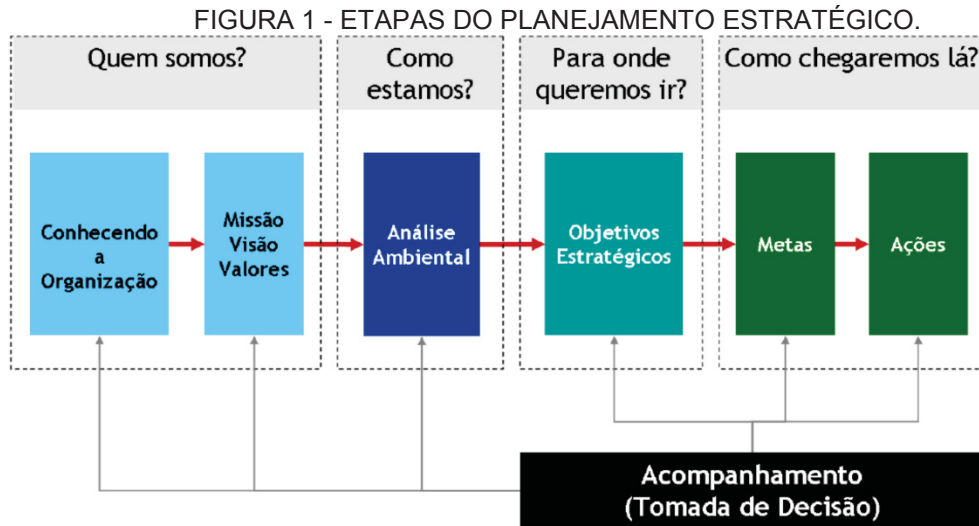 FIGURA 1 - ETAPAS DO PLANEJAMENTO ESTRATÉGICO.
Quem somos?
Como
estamos?
Para onde
queremos ir?
Como chegaremos lá?
Conhecendo
a
Organização
Missão
Visão
Valores
Análise
Ambiental
Objetivos
Estratégicos
Metas
Ações
Acompanhamento
(Tomada de Decisão)